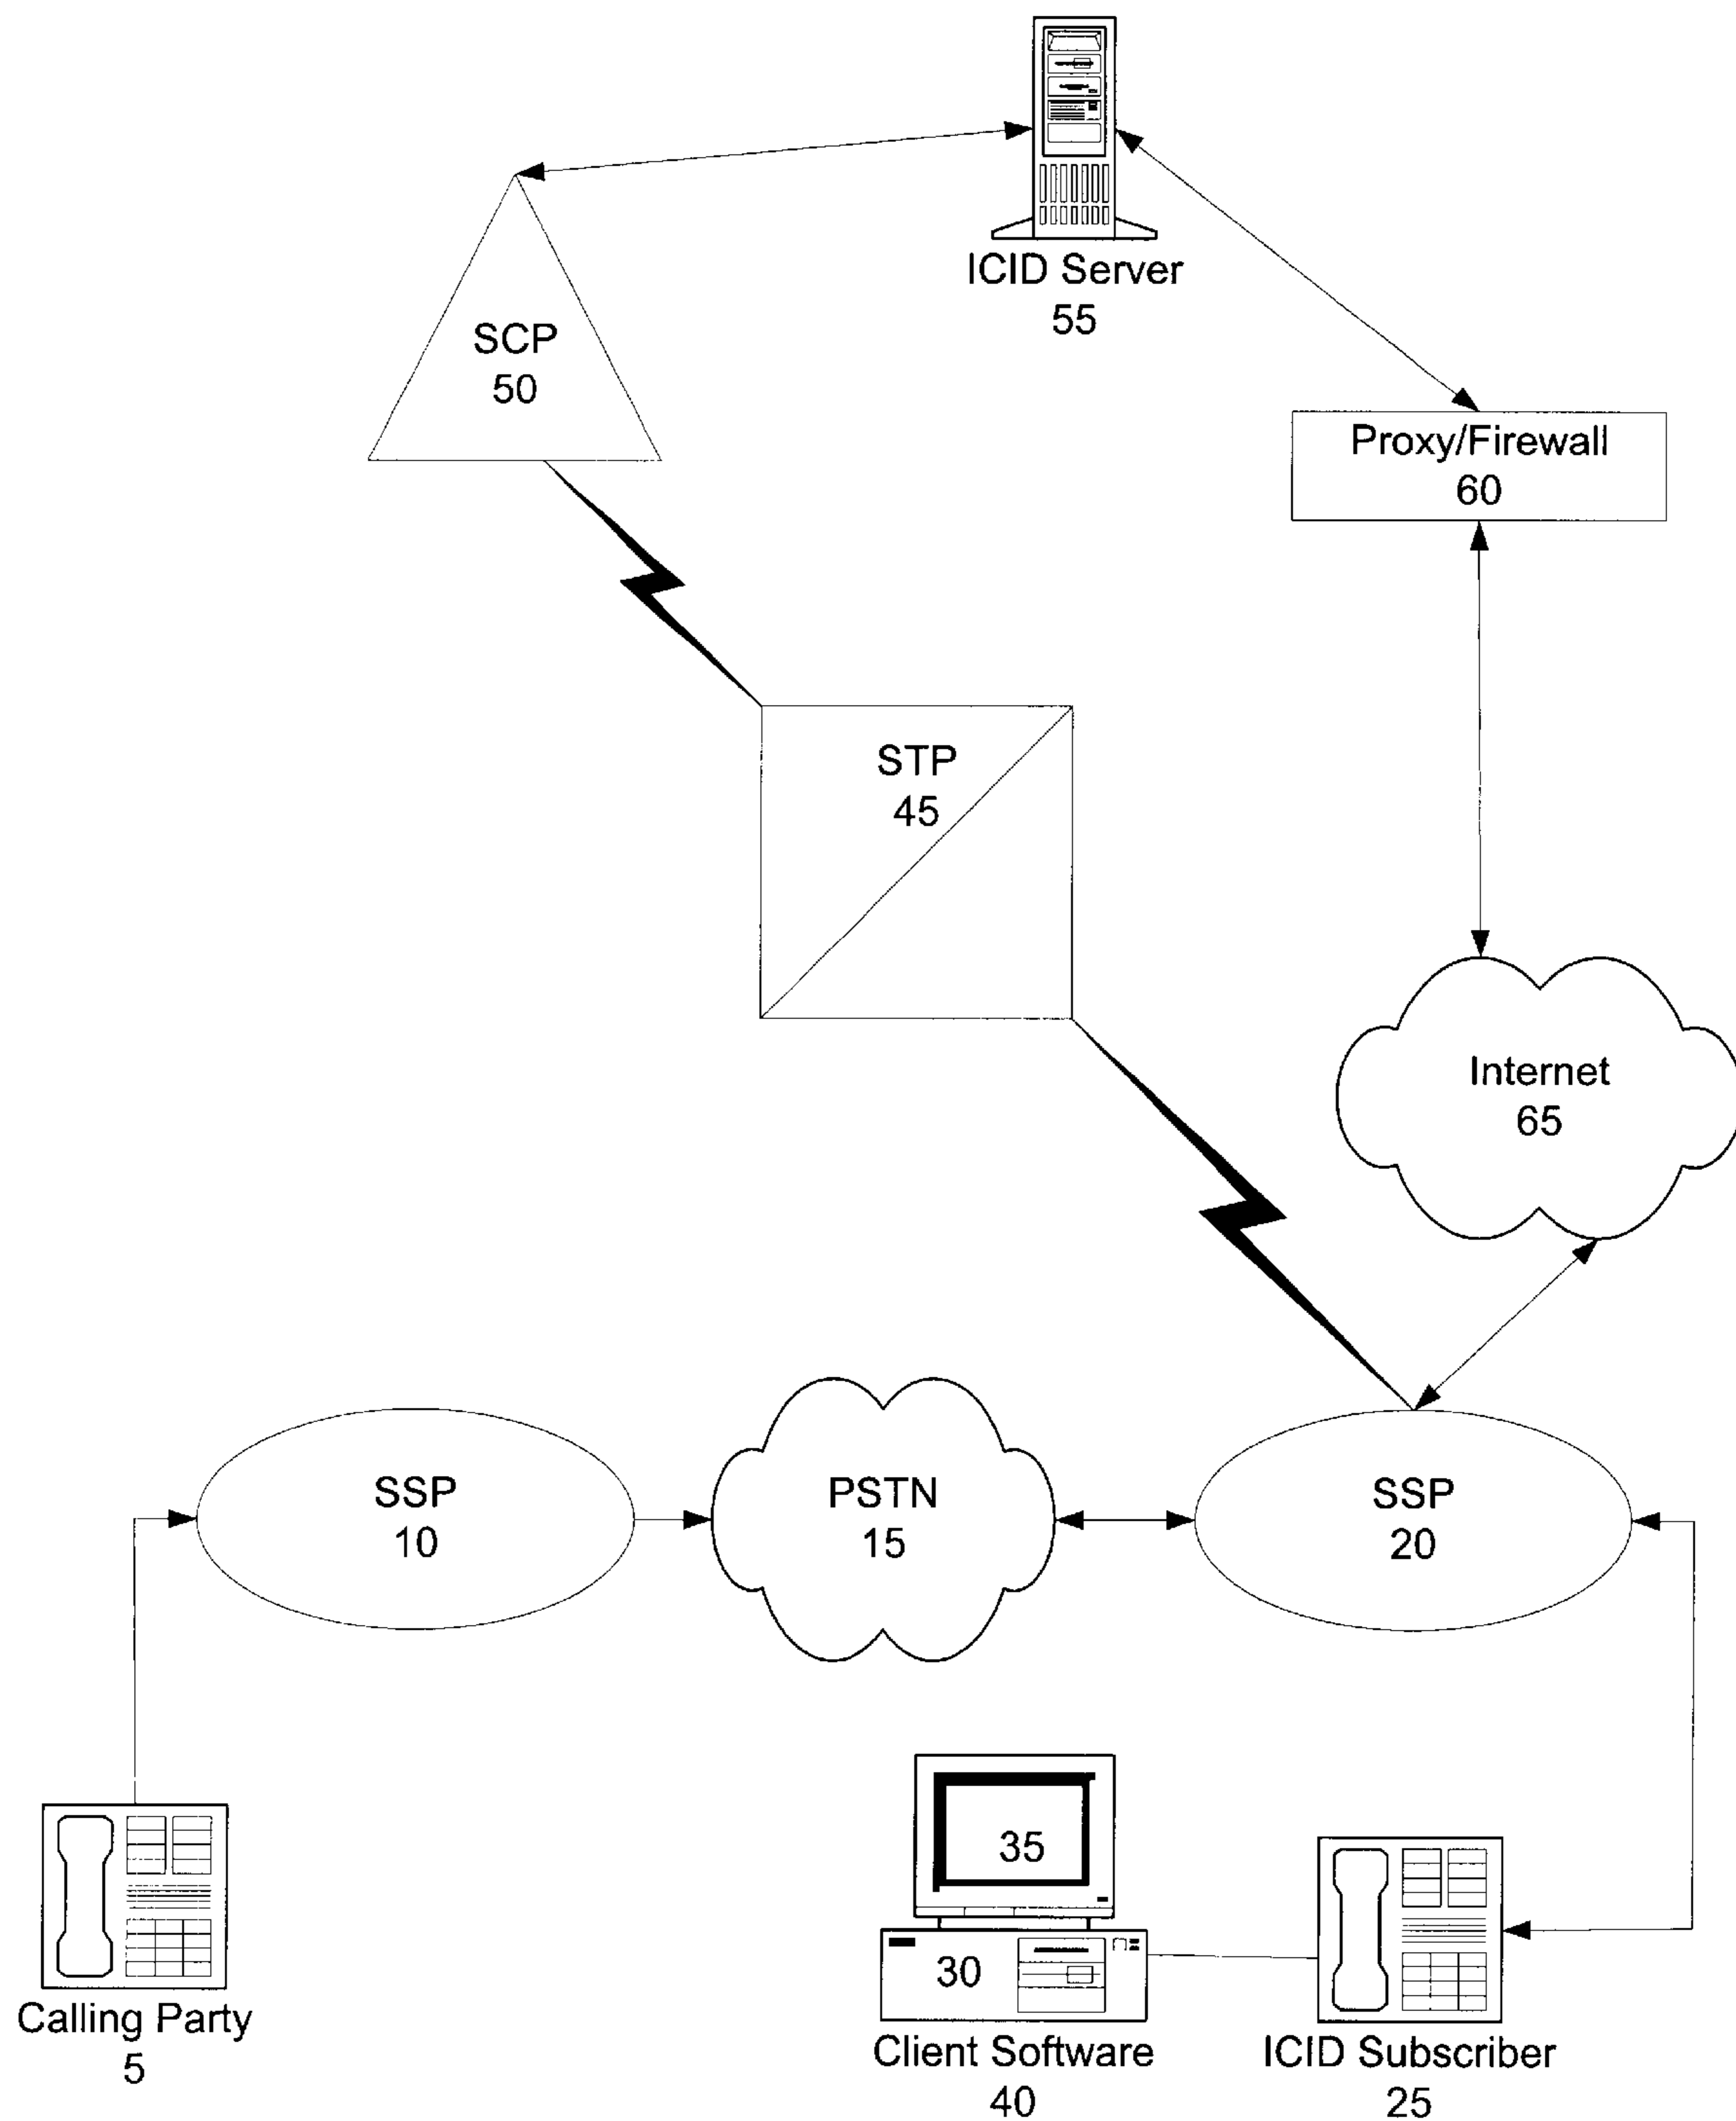 ICID Server
55
SCP
50
Proxy/Firewall
60
STP
45
Internet
65
SSP
10
PSTN
15
SSP
20
35
30
Calling Party
5
Client Software
40
ICID Subscriber
25